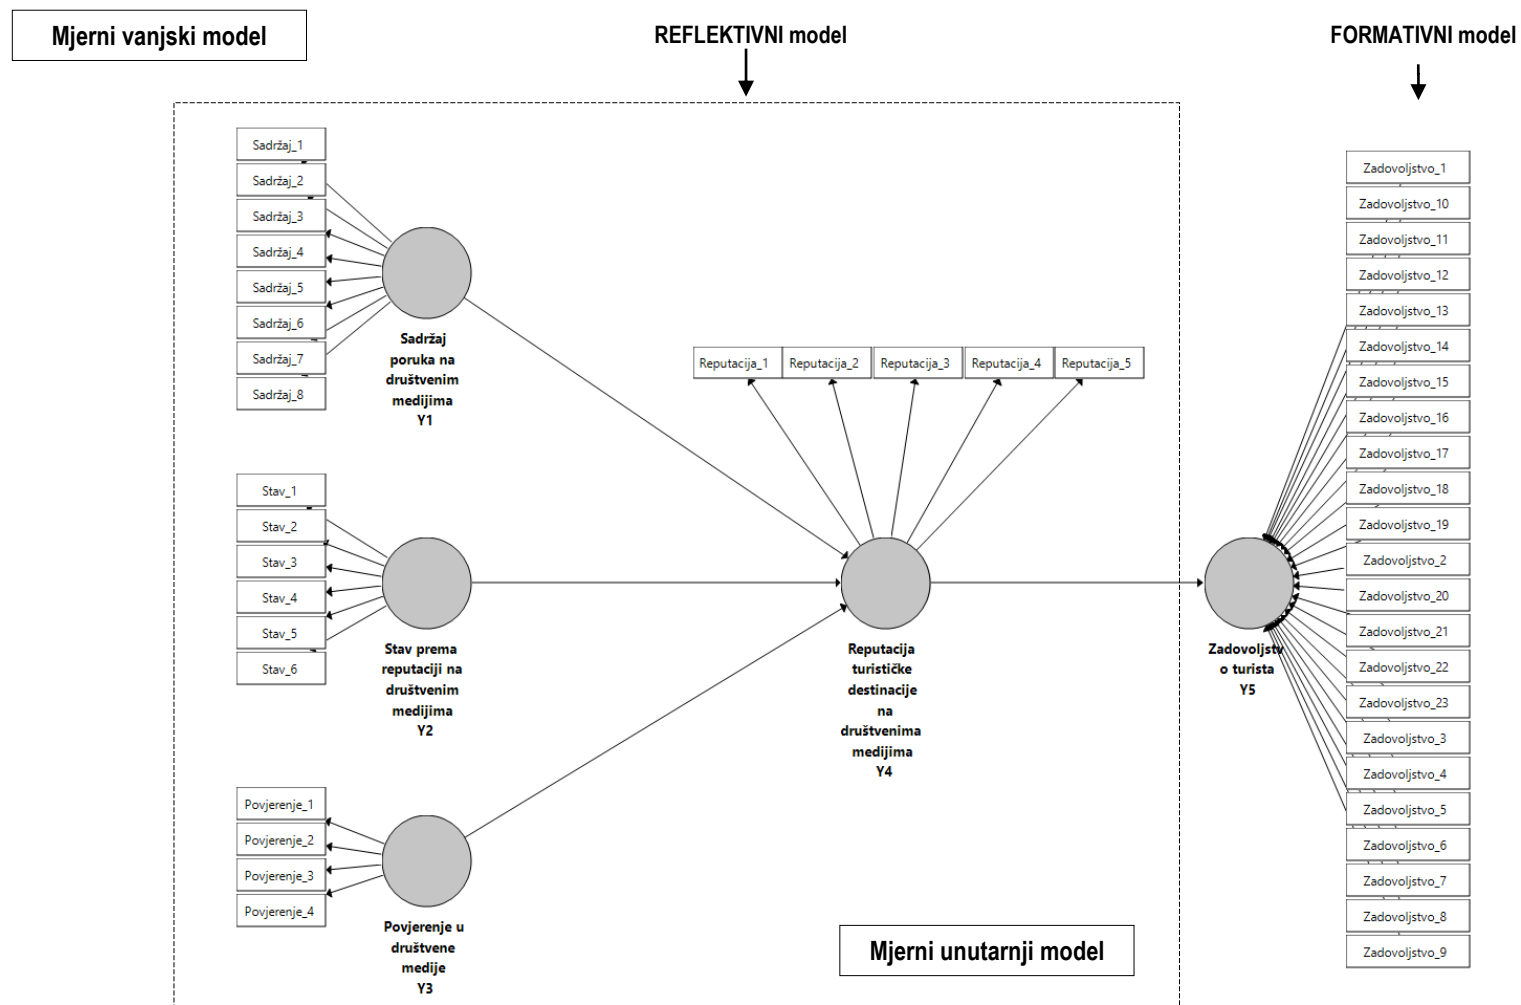 Mjerni vanjski model
REFLEKTIVNI model
FORMATIVNI model
Sadržaj_1
Sadržaj_2
Sadržaj_3
Sadržaj_4
Sadržaj_5
Sadržaj_6
Sadržaj_7
Sadržaj_8
Sadržaj
poruka na
društvenim
medijima
Y1
Stav_1
Stav_2
Stav_3
Stav_4
Stav_5
Stav_6
Stav prema
reputaciji na
društvenim
medijima
Y2
Povjerenje_1
Povjerenje_2
Povjerenje_3
Povjerenje_4
Povjerenje u
društvene
medije
Y3
Reputacija_1
Reputacija_2
Reputacija_3
Reputacija_4
Reputacija_5
Reputacija
turističke
destinacije
na
društvenima
medijima
Y4
Zadovoljstv
o turista
Y5
Zadovoljstvo_1
Zadovoljstvo_10
Zadovoljstvo_11
Zadovoljstvo_12
Zadovoljstvo_13
Zadovoljstvo_14
Zadovoljstvo_15
Zadovoljstvo_16
Zadovoljstvo_17
Zadovoljstvo_18
Zadovoljstvo_19
Zadovoljstvo_2
Zadovoljstvo_20
Zadovoljstvo_21
Zadovoljstvo_22
Zadovoljstvo_23
Zadovoljstvo_3
Zadovoljstvo_4
Zadovoljstvo_5
Zadovoljstvo_6
Zadovoljstvo_7
Zadovoljstvo_8
Zadovoljstvo_9
Mjerni unutarnji model